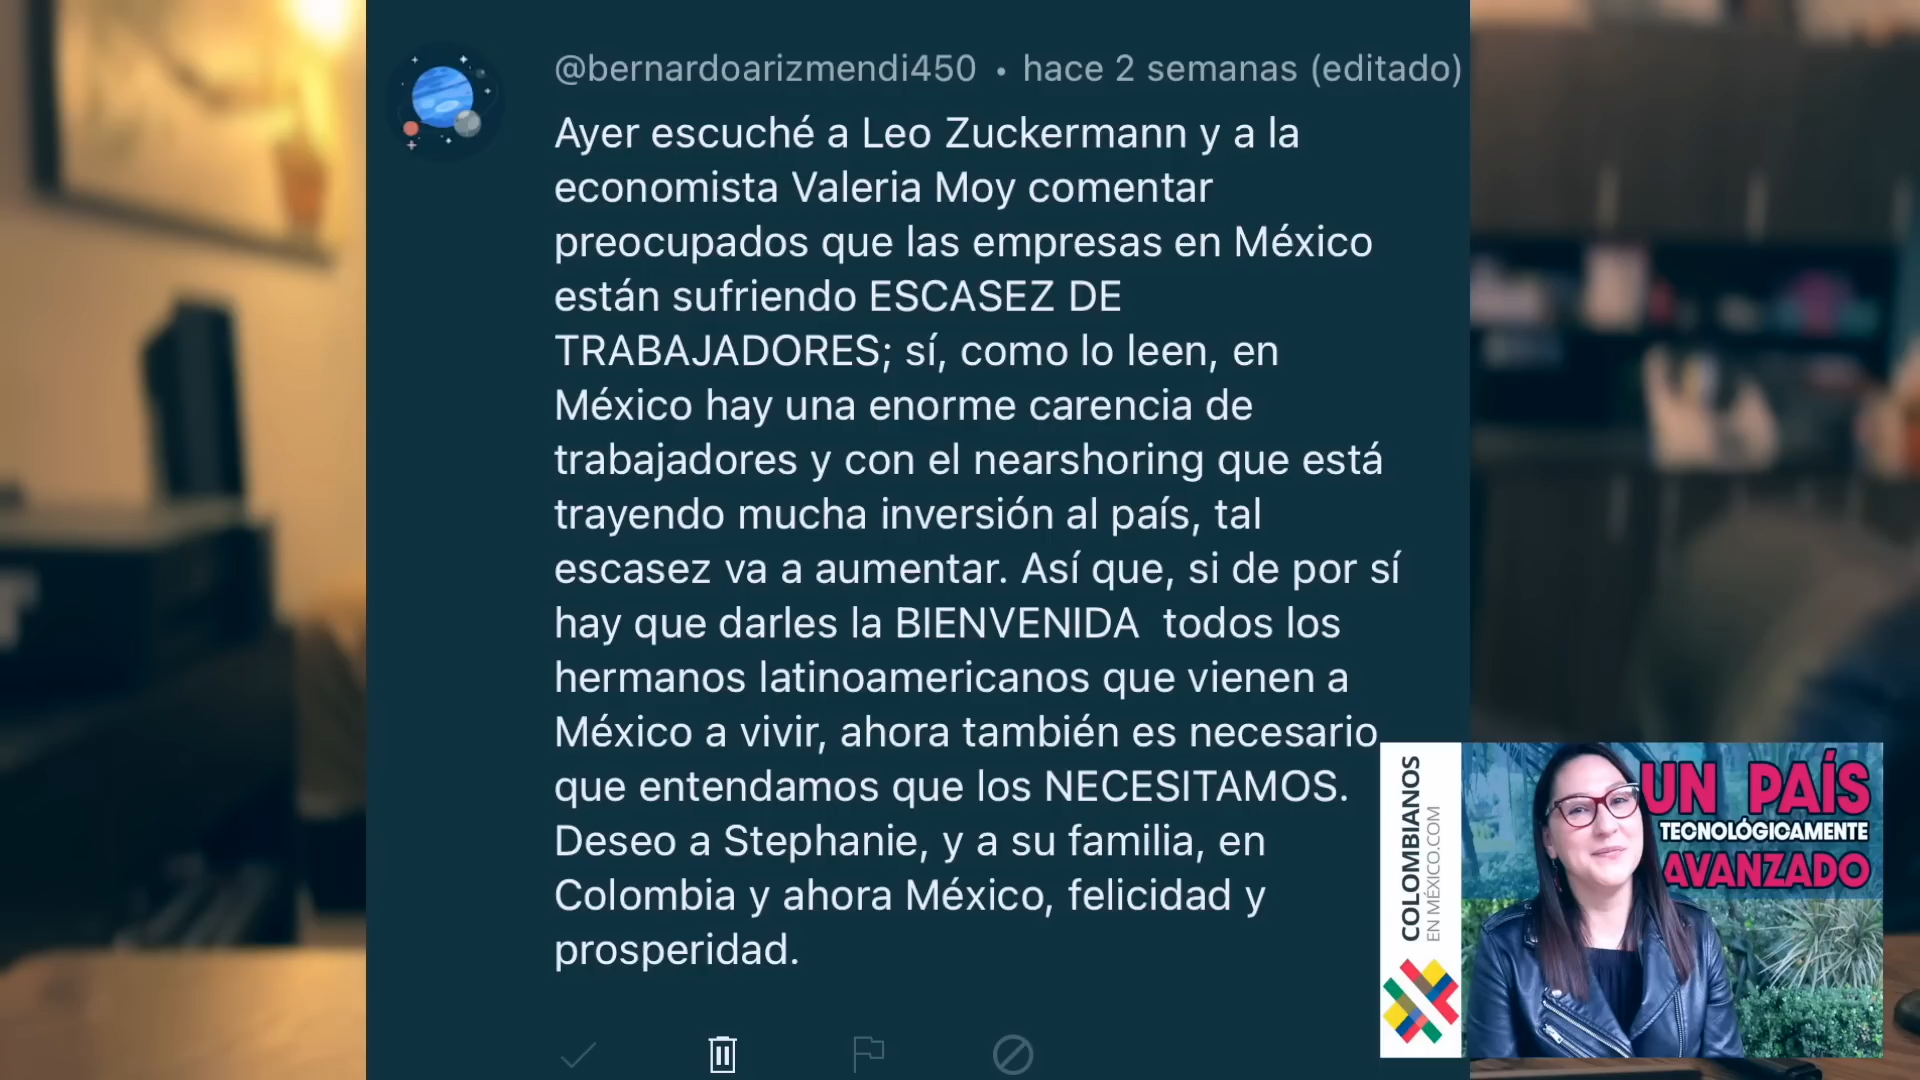 @bernardoarizmendi450 • hace 2 semanas (editado)
Ayer escuché a Leo Zuckermann y a la
economista Valeria Moy comentar
preocupados que las empresas en México
están sufriendo ESCASEZ DE
TRABAJADORES; sí, como lo leen, en
México hay una enorme carencia de
trabajadores y con el nearshoring que está
trayendo mucha inversión al país, tal
escasez va a aumentar. Así que, si de por sí
hay que darles la BIENVENIDA  todos los
hermanos latinoamericanos que vienen a
México a vivir, ahora también es necesario
que entendamos que los NECESITAMOS.
Deseo a Stephanie, y a su familia, en
Colombia y ahora México, felicidad y
prosperidad.
COLOMBIANOS
EN MÉXICO.COM
UN PAÍS
TECNOLÓGICAMENTE
AVANZADO